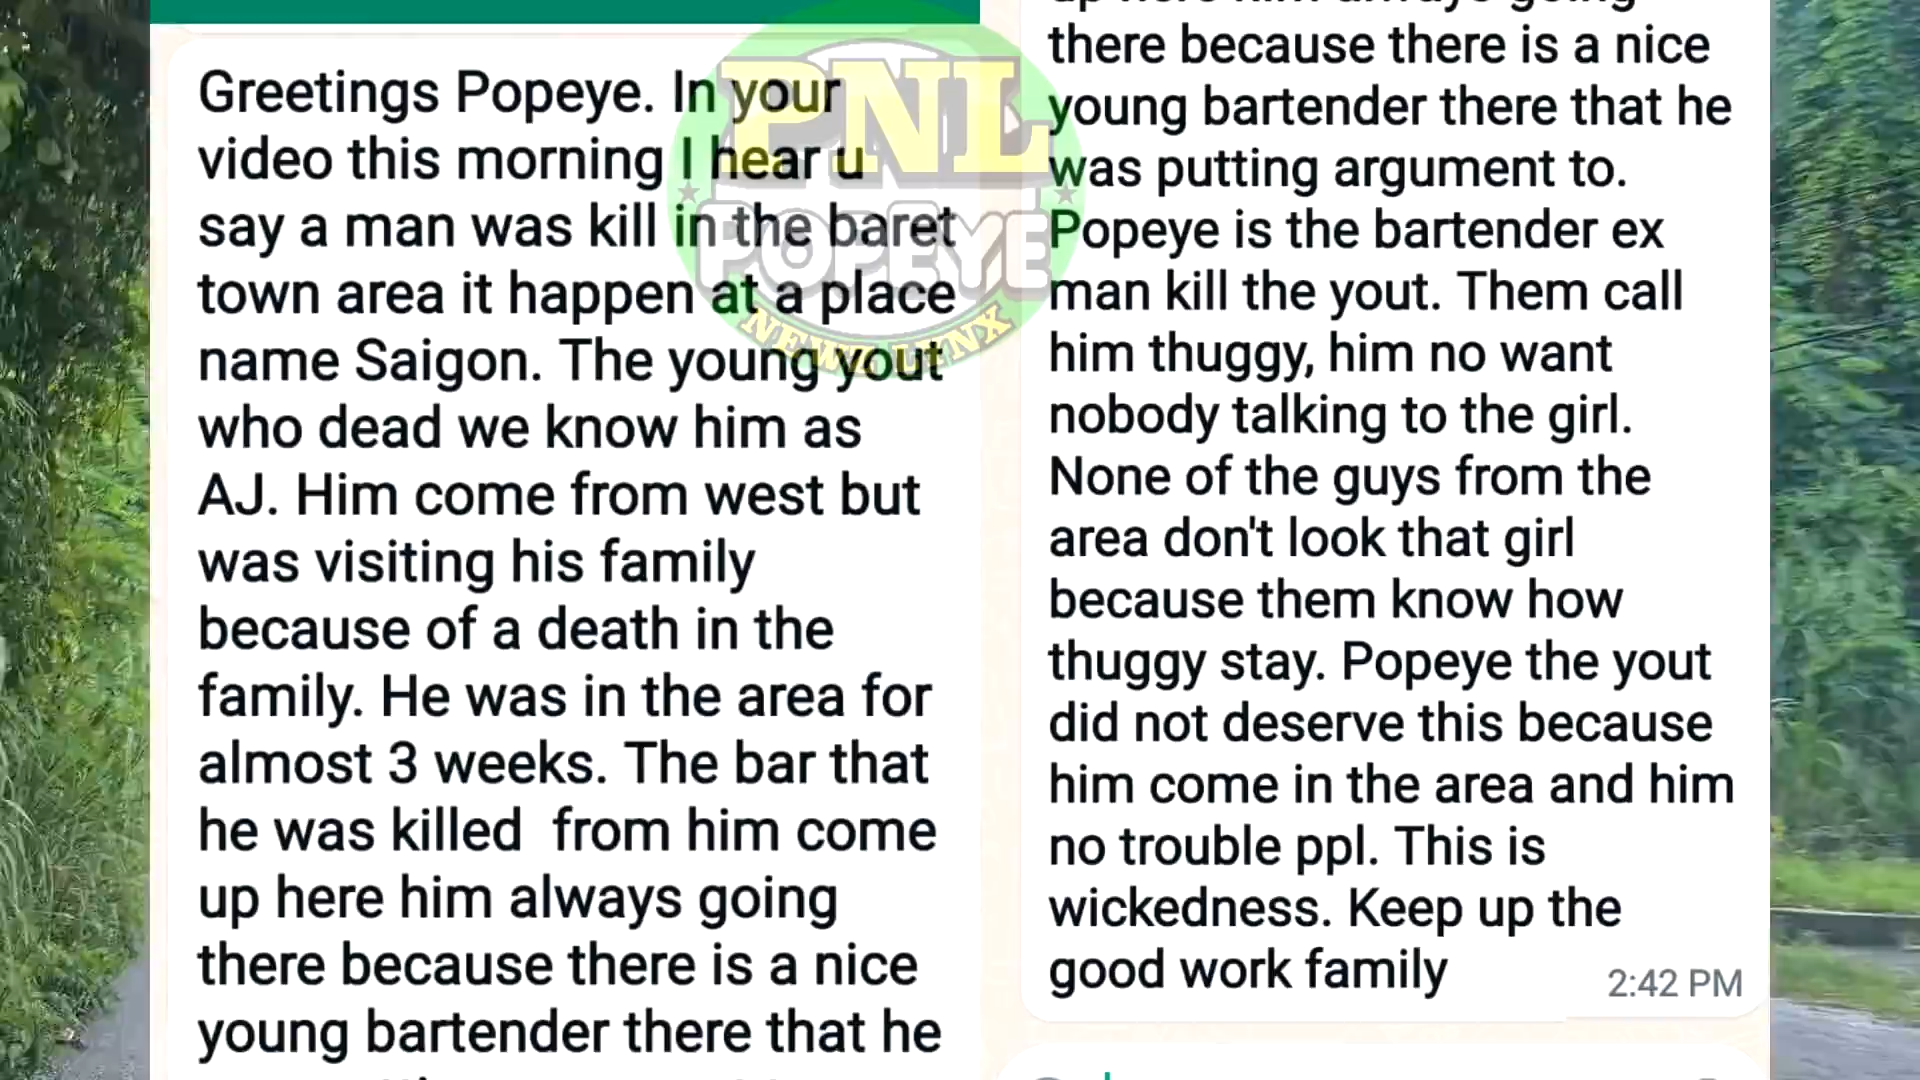 Greetings Popeye. In your
video this morning I hear u
say a man was kill in the baret
town area it happen at a place
name Saigon. The young yout
who dead we know him as
AJ. Him come from west but
was visiting his family
because of a death in the
family. He was in the area for
almost 3 weeks. The bar that
he was killed  from him come
up here him always going
there because there is a nice
young bartender there that he
up here him always going
there because there is a nice
young bartender there that he
was putting argument to.
Popeye is the bartender ex
man kill the yout. Them call
him thuggy, him no want
nobody talking to the girl.
None of the guys from the
area don't look that girl
because them know how
thuggy stay. Popeye the yout
did not deserve this because
him come in the area and him
no trouble ppl. This is
wickedness. Keep up the
good work family
2:42 PM
PNL
POPEYE
NEWZ LYNX